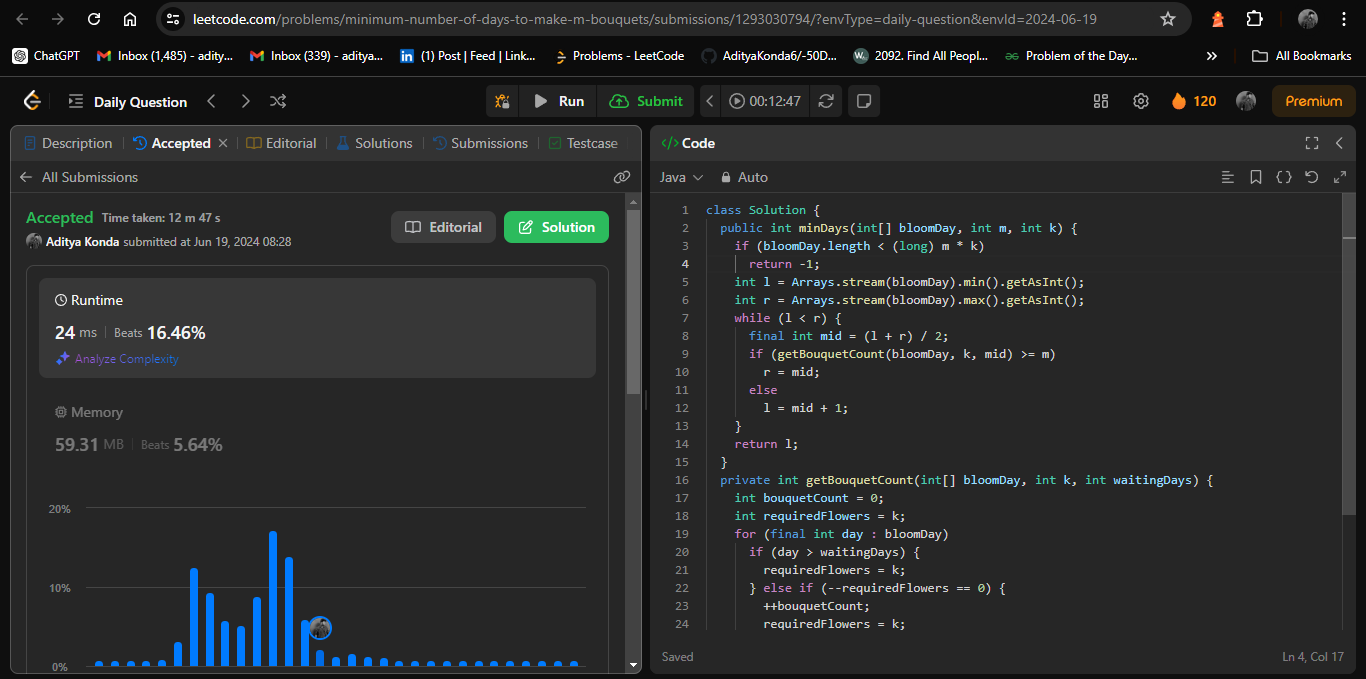 leetcode.com/problems/minimum-number-of-days-to-make-m-bouquets/submissions/1293030794/?envType=daily-question&envId=2024-06-19
ChatGPT Inbox (1,485) - adity... Inbox (339) - aditya... (1) Post | Feed | Link... Problems - LeetCode AdityaKonda6/-50D... 2092. Find All Peopl... Problem of the Day... » All Bookmarks
Daily Question Run Submit 00:12:47 120 Premium
Description Accepted Editorial Solutions Submissions Testcase
All Submissions
Accepted Time taken: 12 m 47 s
Aditya Konda submitted at Jun 19, 2024 08:28
Editorial Solution
Runtime
24 ms Beats 16.46%
Analyze Complexity
Memory
59.31 MB Beats 5.64%
20%
10%
0%
</> Code
Java Auto
1 class Solution {
2 public int minDays(int[] bloomDay, int m, int k) {
3 if (bloomDay.length < (long) m * k)
4 return -1;
5 int l = Arrays.stream(bloomDay).min().getAsInt();
6 int r = Arrays.stream(bloomDay).max().getAsInt();
7 while (l < r) {
8 final int mid = (l + r) / 2;
9 if (getBouquetCount(bloomDay, k, mid) >= m)
10 r = mid;
11 else
12 l = mid + 1;
13 }
14 return l;
15 }
16 private int getBouquetCount(int[] bloomDay, int k, int waitingDays) {
17 int bouquetCount = 0;
18 int requiredFlowers = k;
19 for (final int day : bloomDay)
20 if (day > waitingDays) {
21 requiredFlowers = k;
22 } else if (--requiredFlowers == 0) {
23 ++bouquetCount;
24 requiredFlowers = k;
Saved Ln 4, Col 17